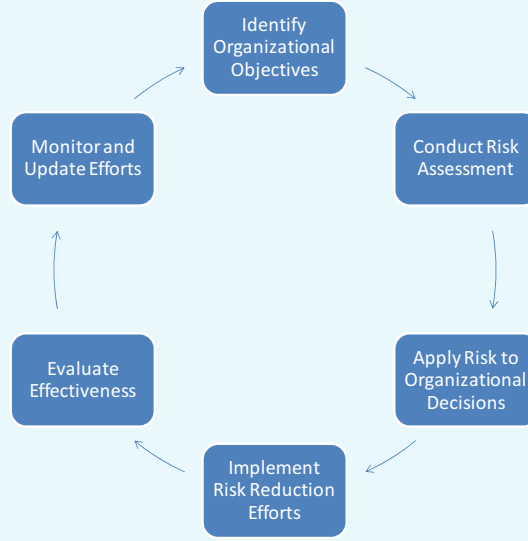 Identify
Organizational
Objectives
Conduct Risk
Assessment
Apply Risk to
Organizational
Decisions
Implement
Risk Reduction
Efforts
Evaluate
Effectiveness
Monitor and
Update Efforts